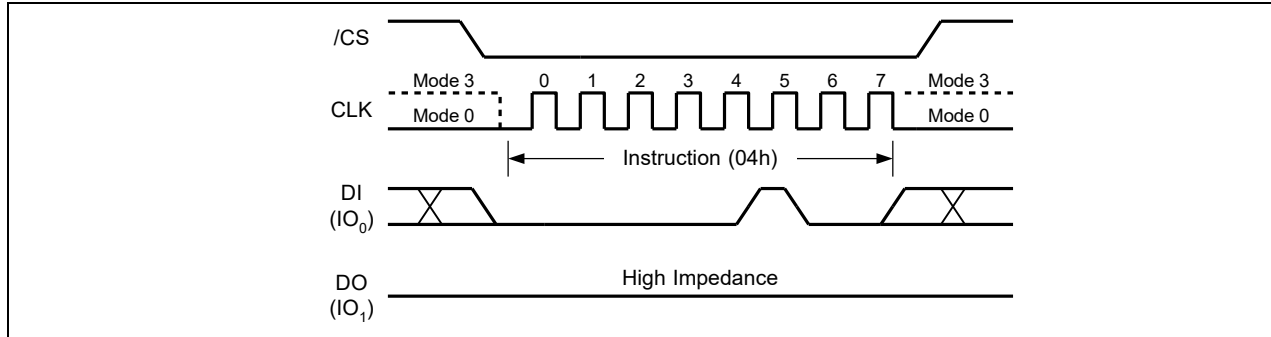 /CS
Mode 3 0 1 2 3 4 5 6 7 Mode 3
CLK Mode 0 Mode 0
Instruction (04h)
DI
(IO0)
High Impedance
DO
(IO1)